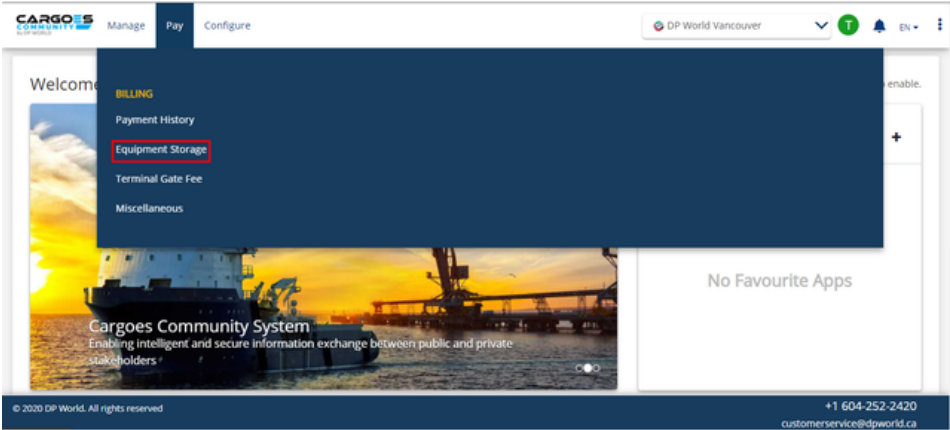 CARGOES
COMMUNITY
BY DP WORLD
Manage Pay Configure
DP World Vancouver
T
EN
Welcome
enable.
BILLING
Payment History
Equipment Storage
Terminal Gate Fee
Miscellaneous
+
No Favourite Apps
Cargoes Community System
Enabling intelligent and secure information exchange between public and private
stakeholders
© 2020 DP World. All rights reserved
+1 604-252-2420
customerservice@dpworld.ca